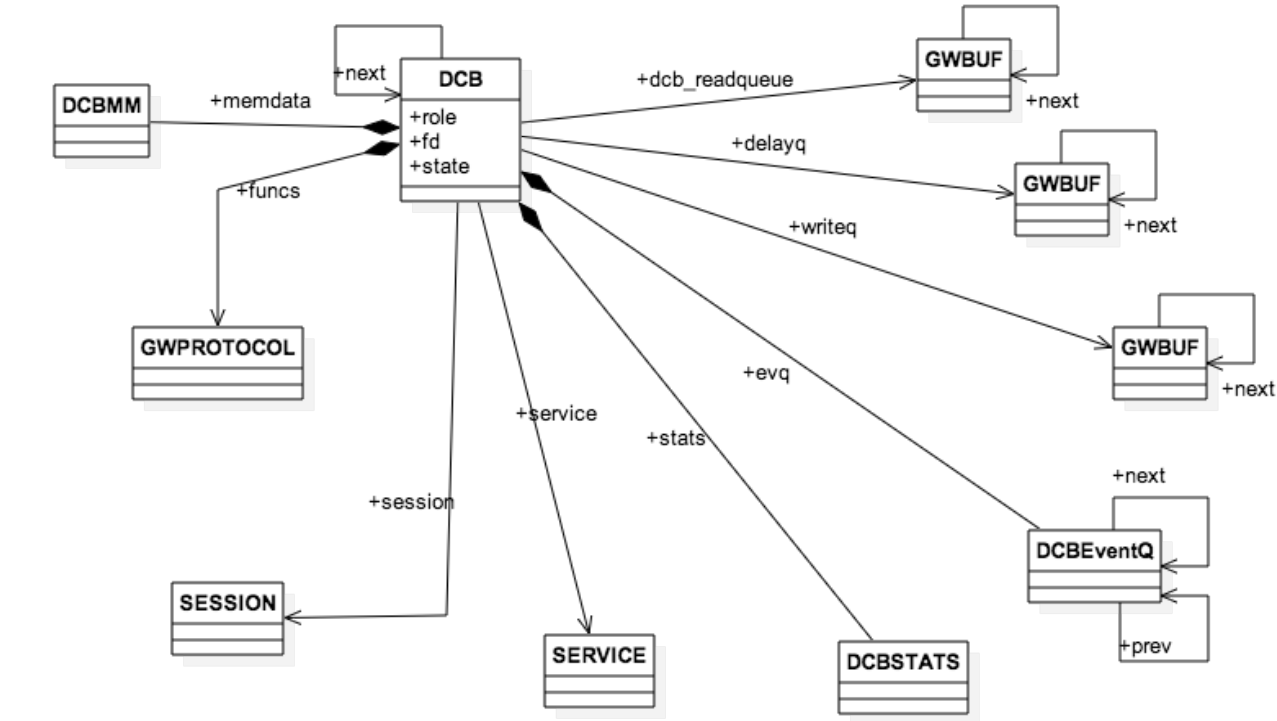 GWBUF
+next
DCB
+next
+dcb_readqueue
DCBMM
+memdata
+next
+role
+fd
+state
+delayq
GWBUF
+next
+funcs
+writeq
GWPROTOCOL
GWBUF
+next
+evq
+service
+stats
+next
+session
DCBEventQ
SESSION
+prev
SERVICE
DCBSTATS